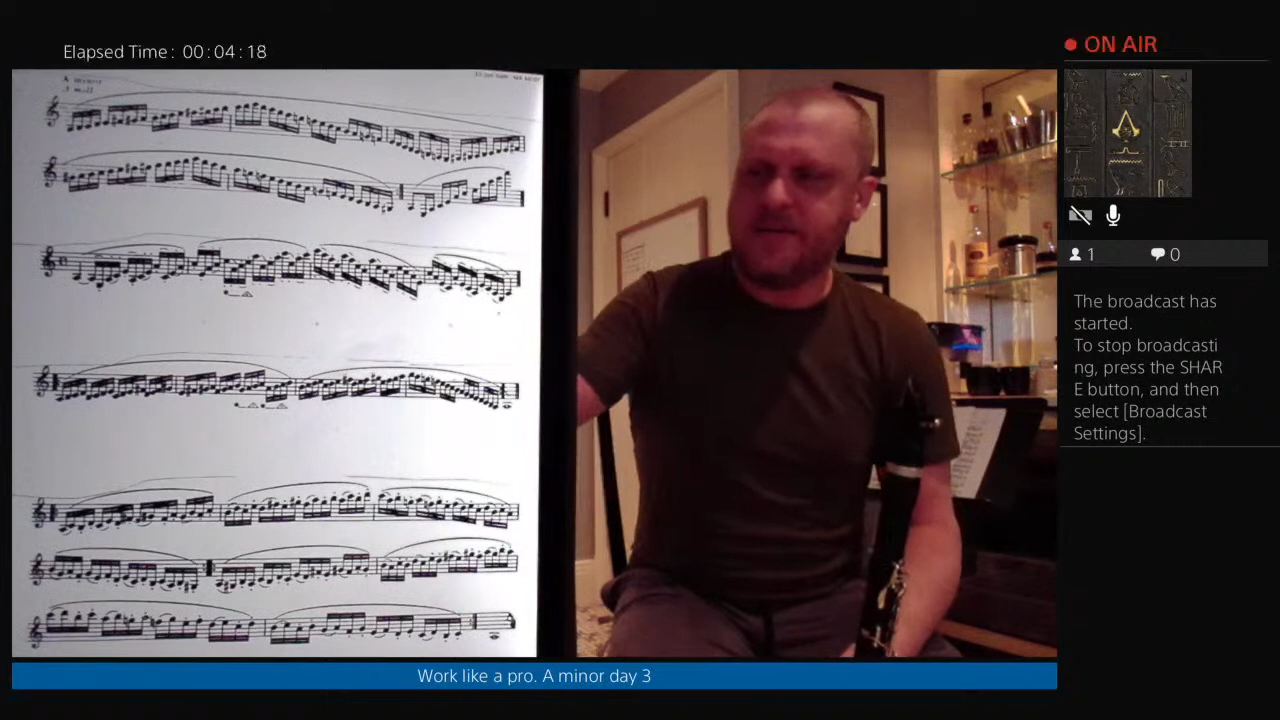 Elapsed Time: 00:04:18
ON AIR
1
0
The broadcast has
started.
To stop broadcasti
ng, press the SHAR
E button, and then
select [Broadcast
Settings].
Work like a pro. A minor day 3